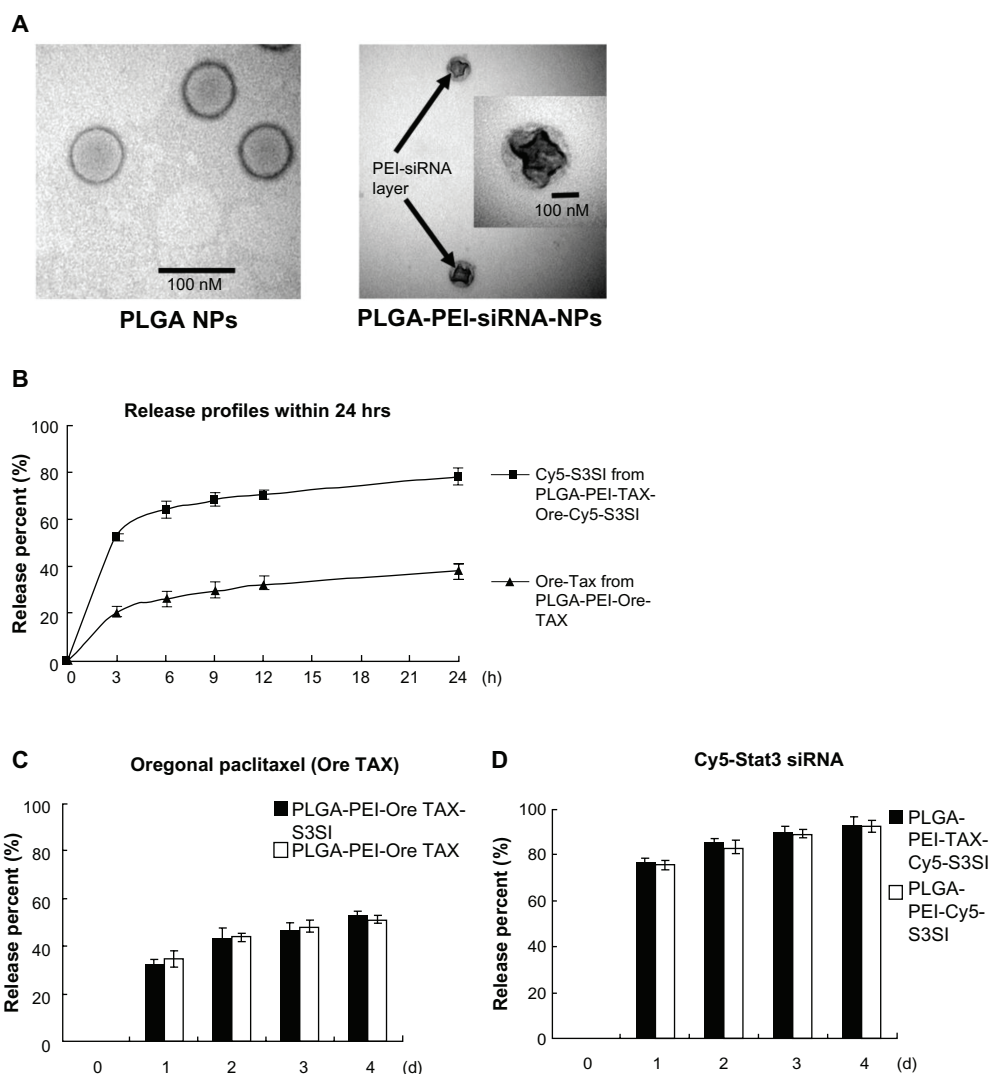 A
PEI-siRNA
layer
100 nM
100 nM
PLGA NPs
PLGA-PEI-siRNA-NPs
B
Release profiles within 24 hrs
Release percent (%)
100
80
60
40
20
0
0 3 6 9 12 15 18 21 24 (h)
Cy5-S3SI from
PLGA-PEI-TAX-
Ore-Cy5-S3SI
Ore-Tax from
PLGA-PEI-Ore-
TAX
C
Oregonal paclitaxel (Ore TAX)
Release percent (%)
100
80
60
40
20
0
0 1 2 3 4 (d)
PLGA-PEI-Ore TAX-
S3SI
PLGA-PEI-Ore TAX
D
Cy5-Stat3 siRNA
Release percent (%)
100
80
60
40
20
0
0 1 2 3 4 (d)
PLGA-
PEI-TAX-
Cy5-S3SI
PLGA-
PEI-Cy5-
S3SI